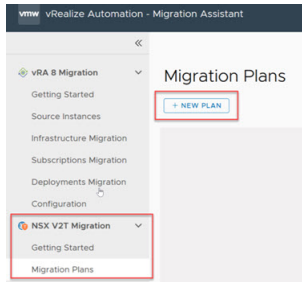 vmw vRealize Automation - Migration Assistant
«
vRA 8 Migration
Getting Started
Source Instances
Infrastructure Migration
Subscriptions Migration
Deployments Migration
Configuration
NSX V2T Migration
Getting Started
Migration Plans
Migration Plans
+ NEW PLAN